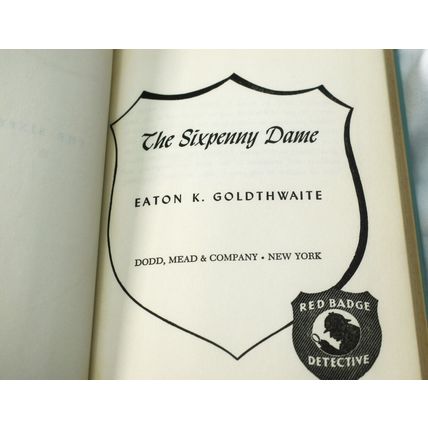 The Sixpenny Dame
EATON K. GOLDTHWAITE
DODD, MEAD & COMPANY • NEW YORK
RED BADGE
DETECTIVE